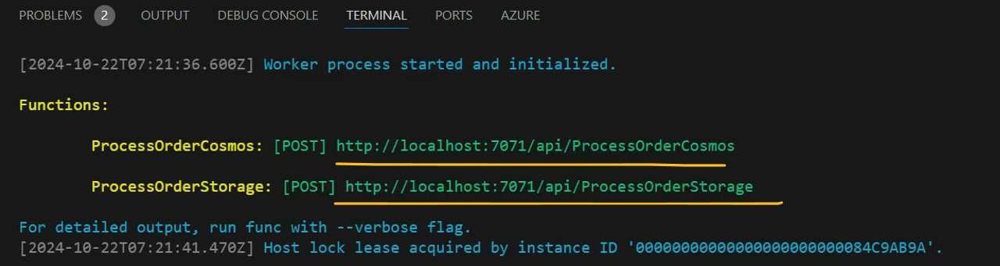 PROBLEMS 2 OUTPUT DEBUG CONSOLE TERMINAL PORTS AZURE
[2024-10-22T07:21:36.600Z] Worker process started and initialized.
Functions:
ProcessOrderCosmos: [POST] http://localhost:7071/api/ProcessOrderCosmos
ProcessOrderStorage: [POST] http://localhost:7071/api/ProcessOrderStorage
For detailed output, run func with --verbose flag.
[2024-10-22T07:21:41.470Z] Host lock lease acquired by instance ID '00000000000000000000000084C9AB9A'.